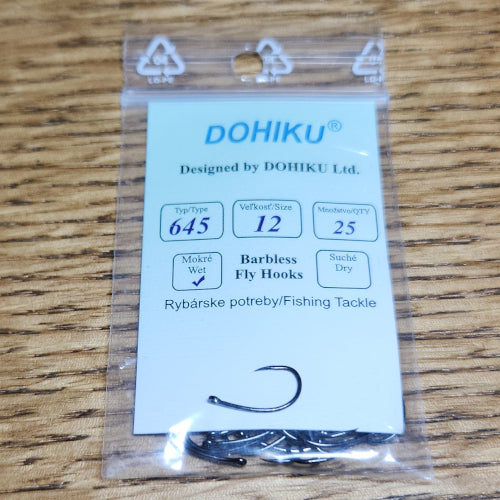 DOHIKU®
Designed by DOHIKU Ltd.
Typ/Type Veľkosť/Size Množstvo/QTY
645 12 25
Mokré Barbless Suché
Wet Fly Hooks Dry
Rybárske potreby/Fishing Tackle